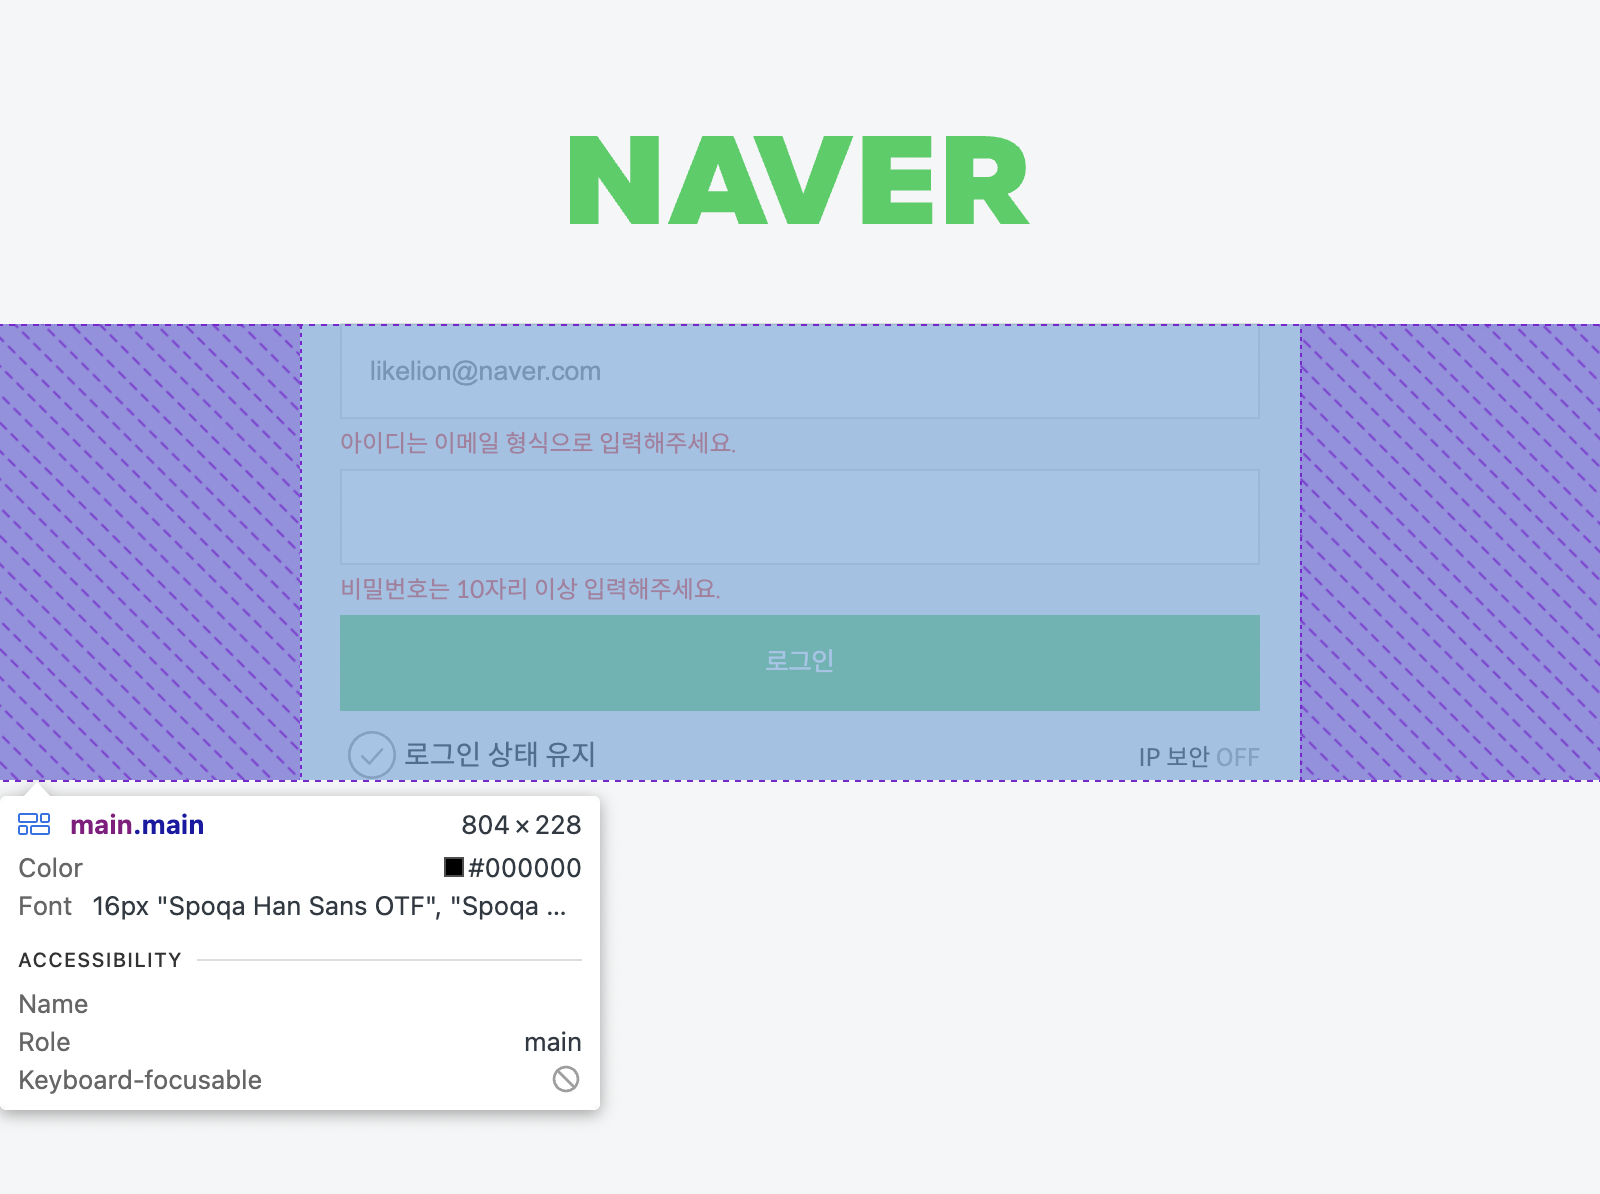 NAVER
likelion@naver.com
아이디는 이메일 형식으로 입력해주세요.
비밀번호는 10자리 이상 입력해주세요.
로그인
로그인 상태 유지 IP 보안 OFF
main.main 804 × 228
Color #000000
Font 16px "Spoqa Han Sans OTF", "Spoqa ...
ACCESSIBILITY
Name
Role main
Keyboard-focusable